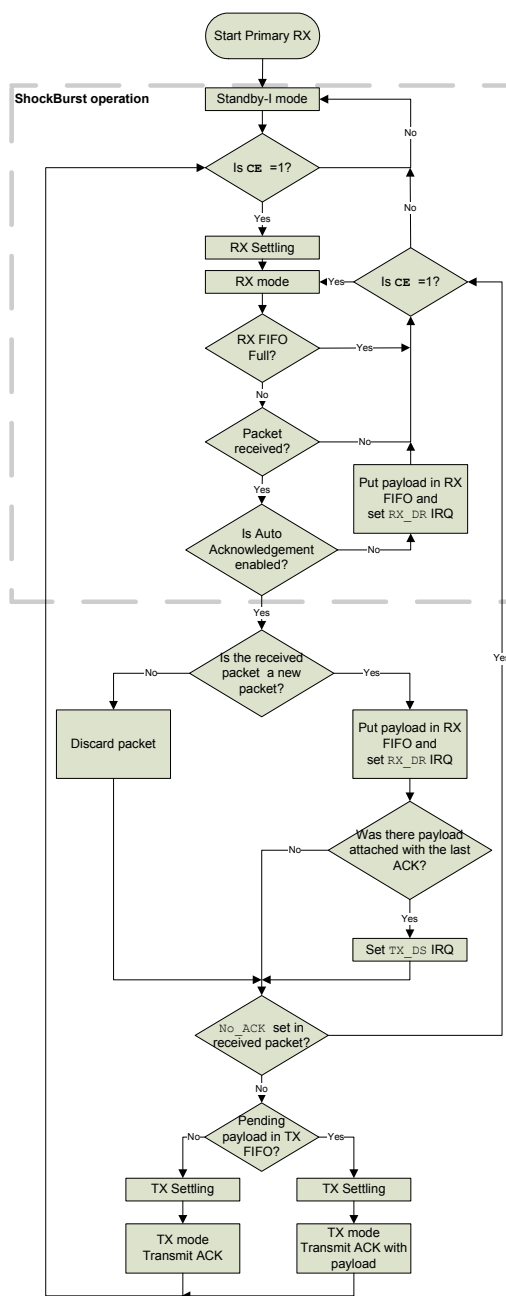 Start Primary RX
ShockBurst operation
Standby-I mode
No
Is CE =1?
No
Yes
RX Settling
RX mode
Yes
Is CE =1?
RX FIFO
Full?
Yes
No
Packet
received?
No
Put payload in RX
FIFO and
set RX_DR IRQ
Yes
Is Auto
Acknowledgement
enabled?
No
Yes
Is the received
packet a new
packet?
No
Yes
Yes
Discard packet
Put payload in RX
FIFO and
set RX_DR IRQ
Was there payload
attached with the last
ACK?
No
Yes
Set TX_DS IRQ
No_ACK set in
received packet?
No
Pending
payload in TX
FIFO?
No
Yes
TX Settling
TX Settling
TX mode
Transmit ACK
TX mode
Transmit ACK with
payload